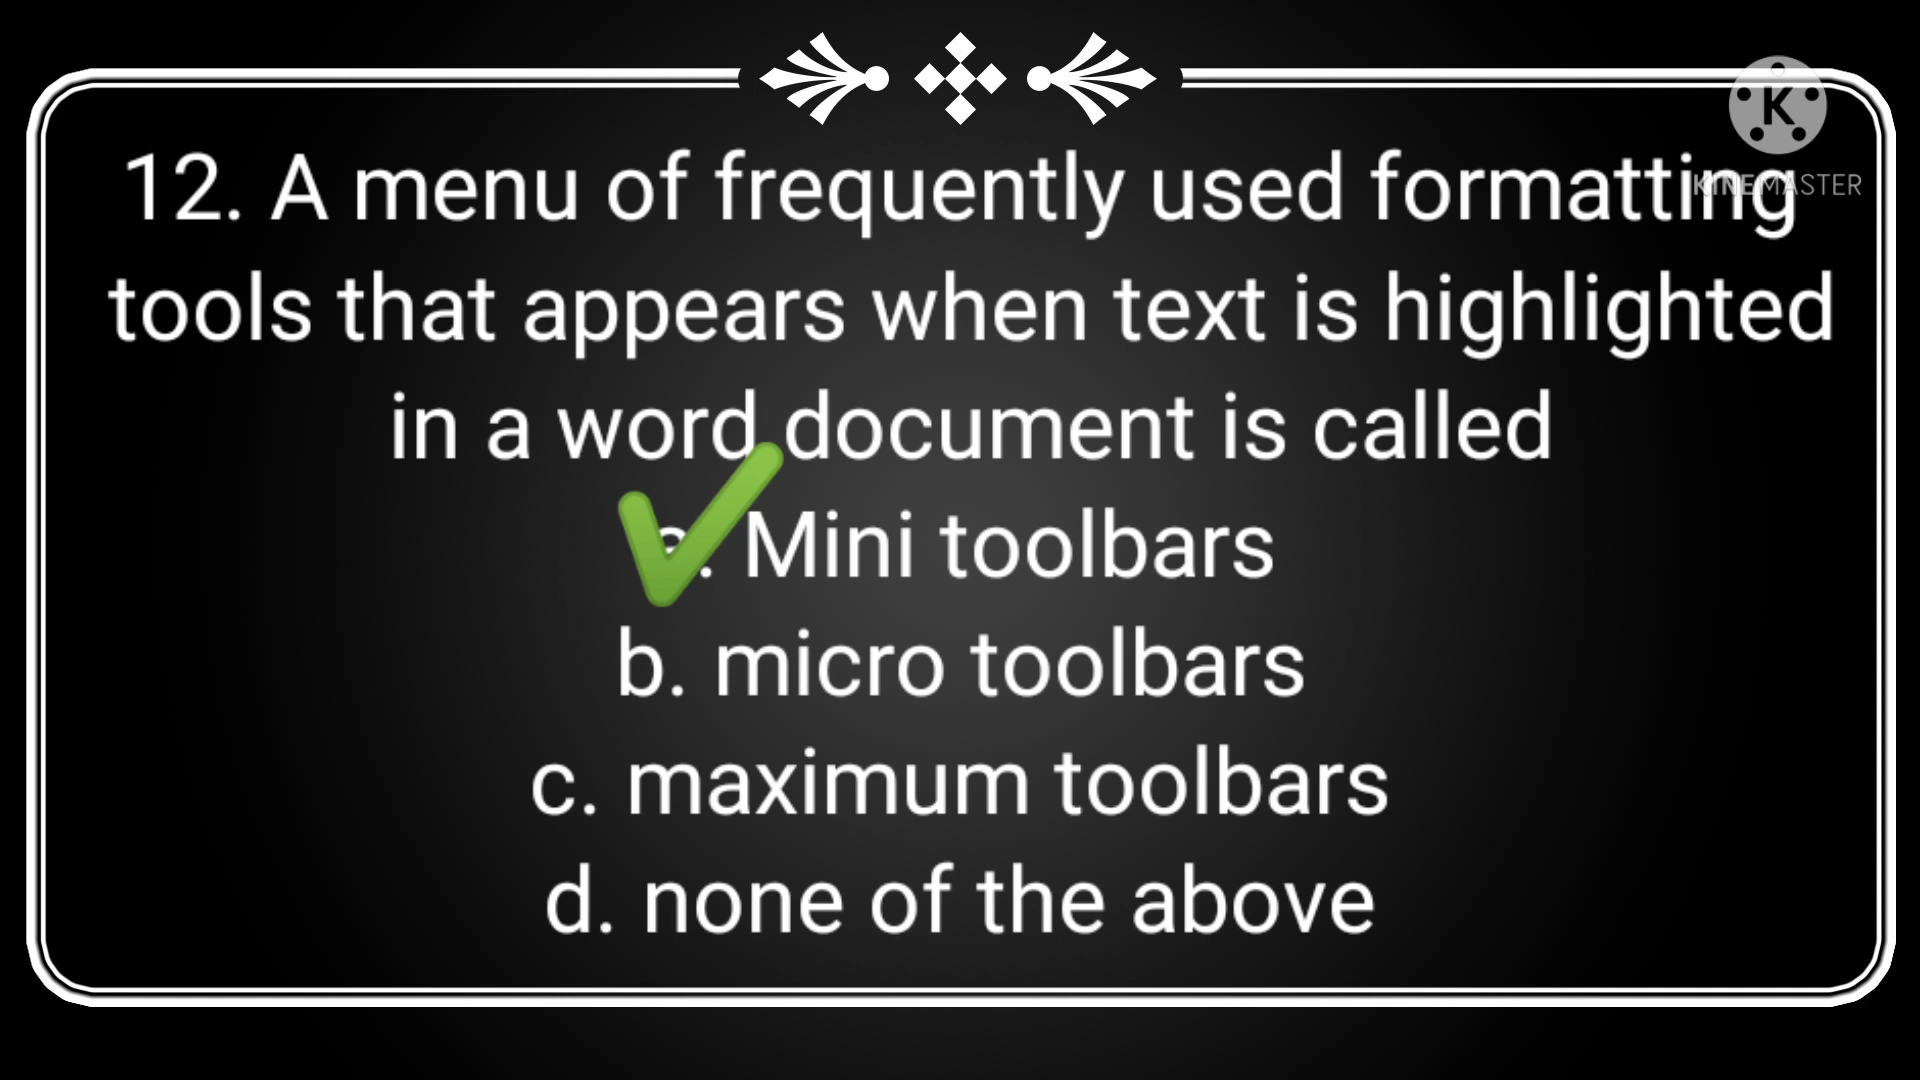 K
KINEMASTER
12. A menu of frequently used formatting
tools that appears when text is highlighted
in a word document is called
a. Mini toolbars
b. micro toolbars
c. maximum toolbars
d. none of the above